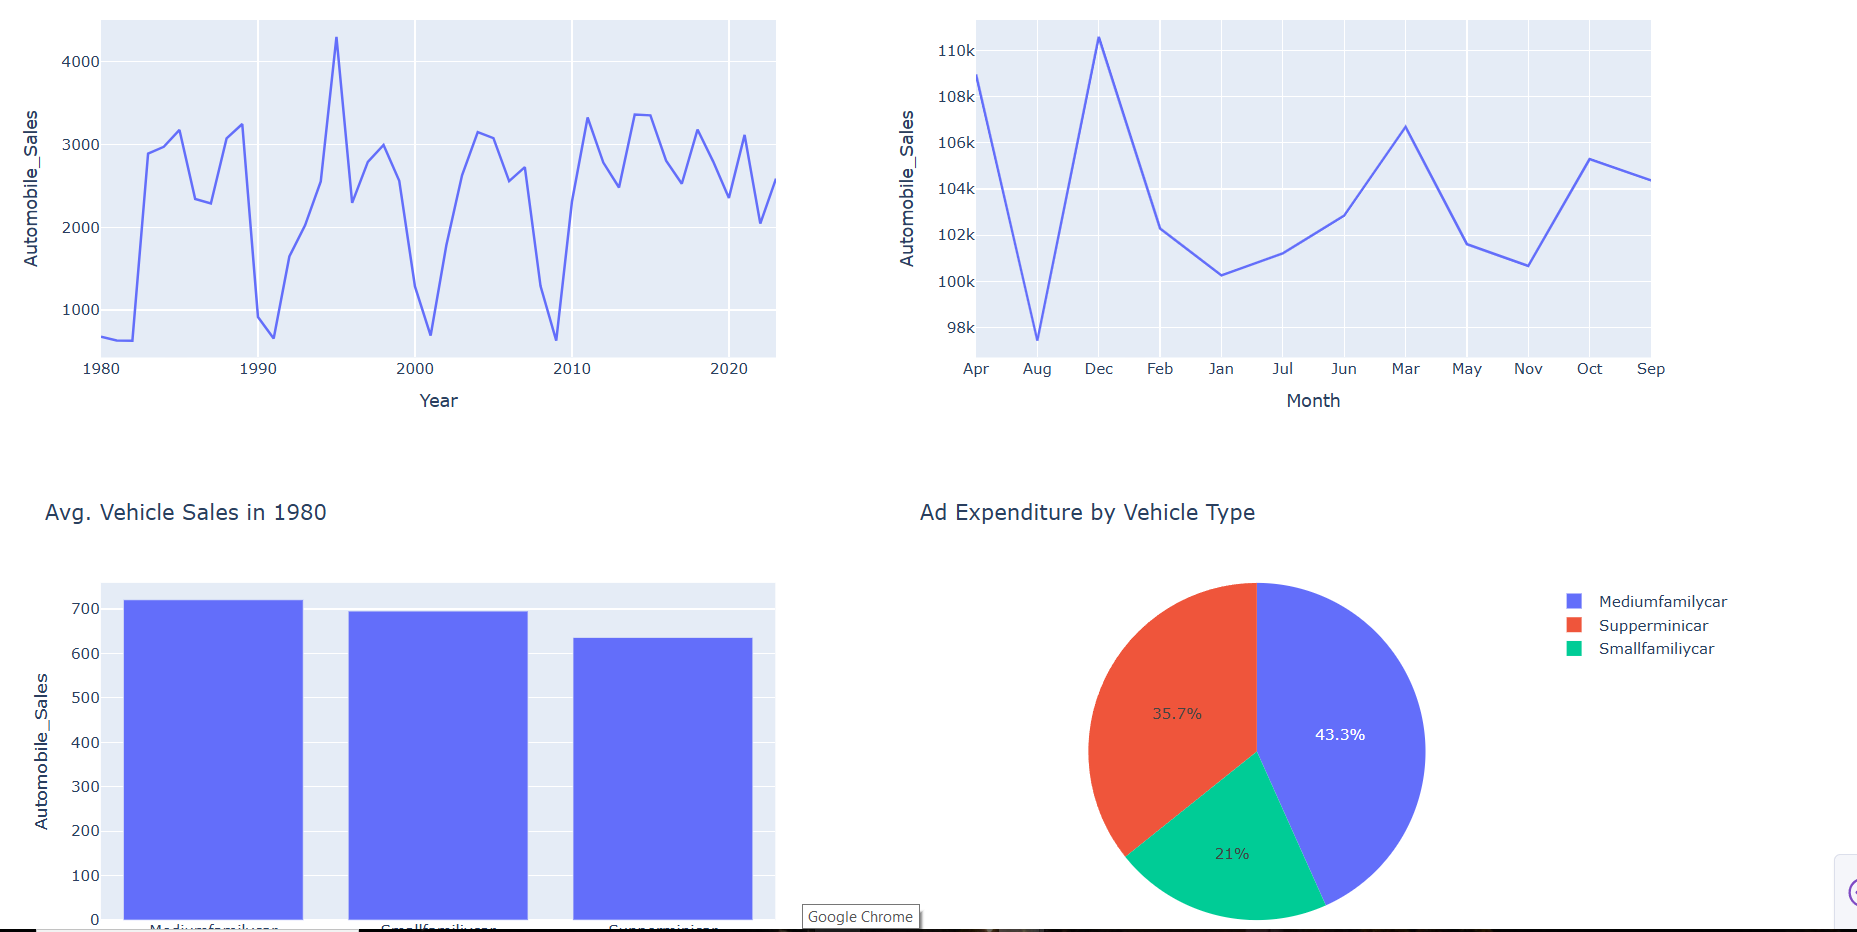 4000
3000
2000
1000
Automobile_Sales
1980 1990 2000 2010 2020
Year
110k
108k
106k
104k
102k
100k
98k
Automobile_Sales
Apr Aug Dec Feb Jan Jul Jun Mar May Nov Oct Sep
Month
Avg. Vehicle Sales in 1980
700
600
500
400
300
200
100
0
Automobile_Sales
Mediumfamilycar Smallfamiliycar Supperminicar
Ad Expenditure by Vehicle Type
35.7%
43.3%
21%
Mediumfamilycar
Supperminicar
Smallfamiliycar
Google Chrome